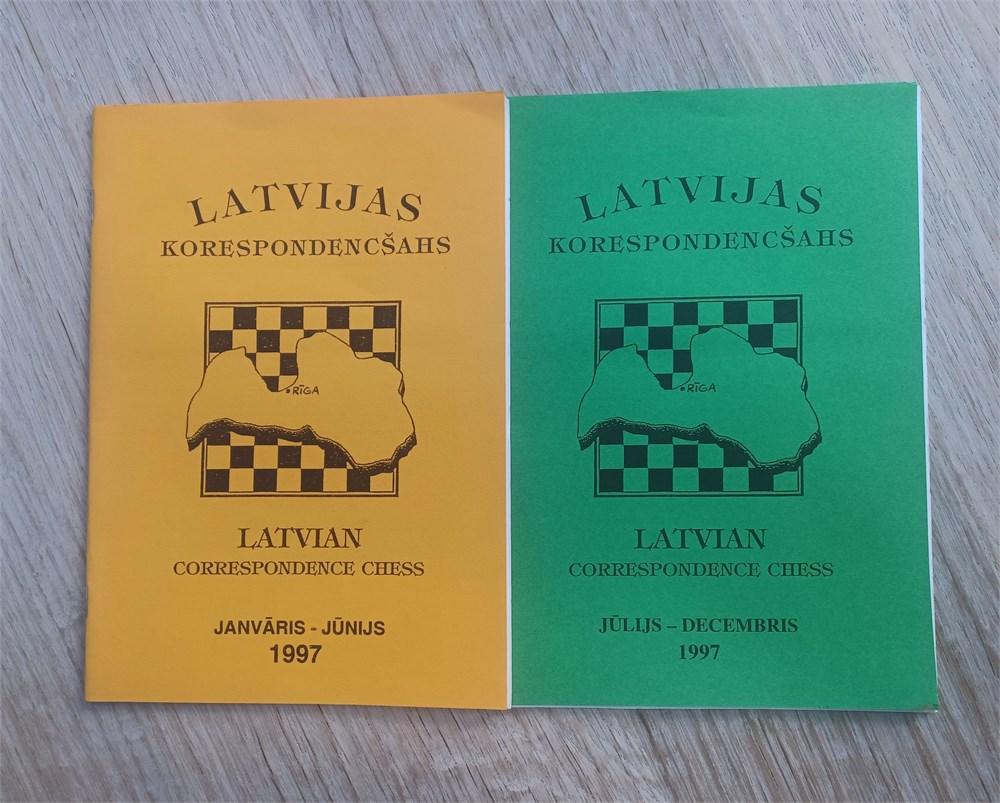 LATVIJAS
KORESPONDENCŠAHS
RĪGA
LATVIAN
CORRESPONDENCE CHESS
JANVĀRIS - JŪNIJS
1997
LATVIJAS
KORESPONDENCŠAHS
RĪGA
LATVIAN
CORRESPONDENCE CHESS
JŪLIJS – DECEMBRIS
1997